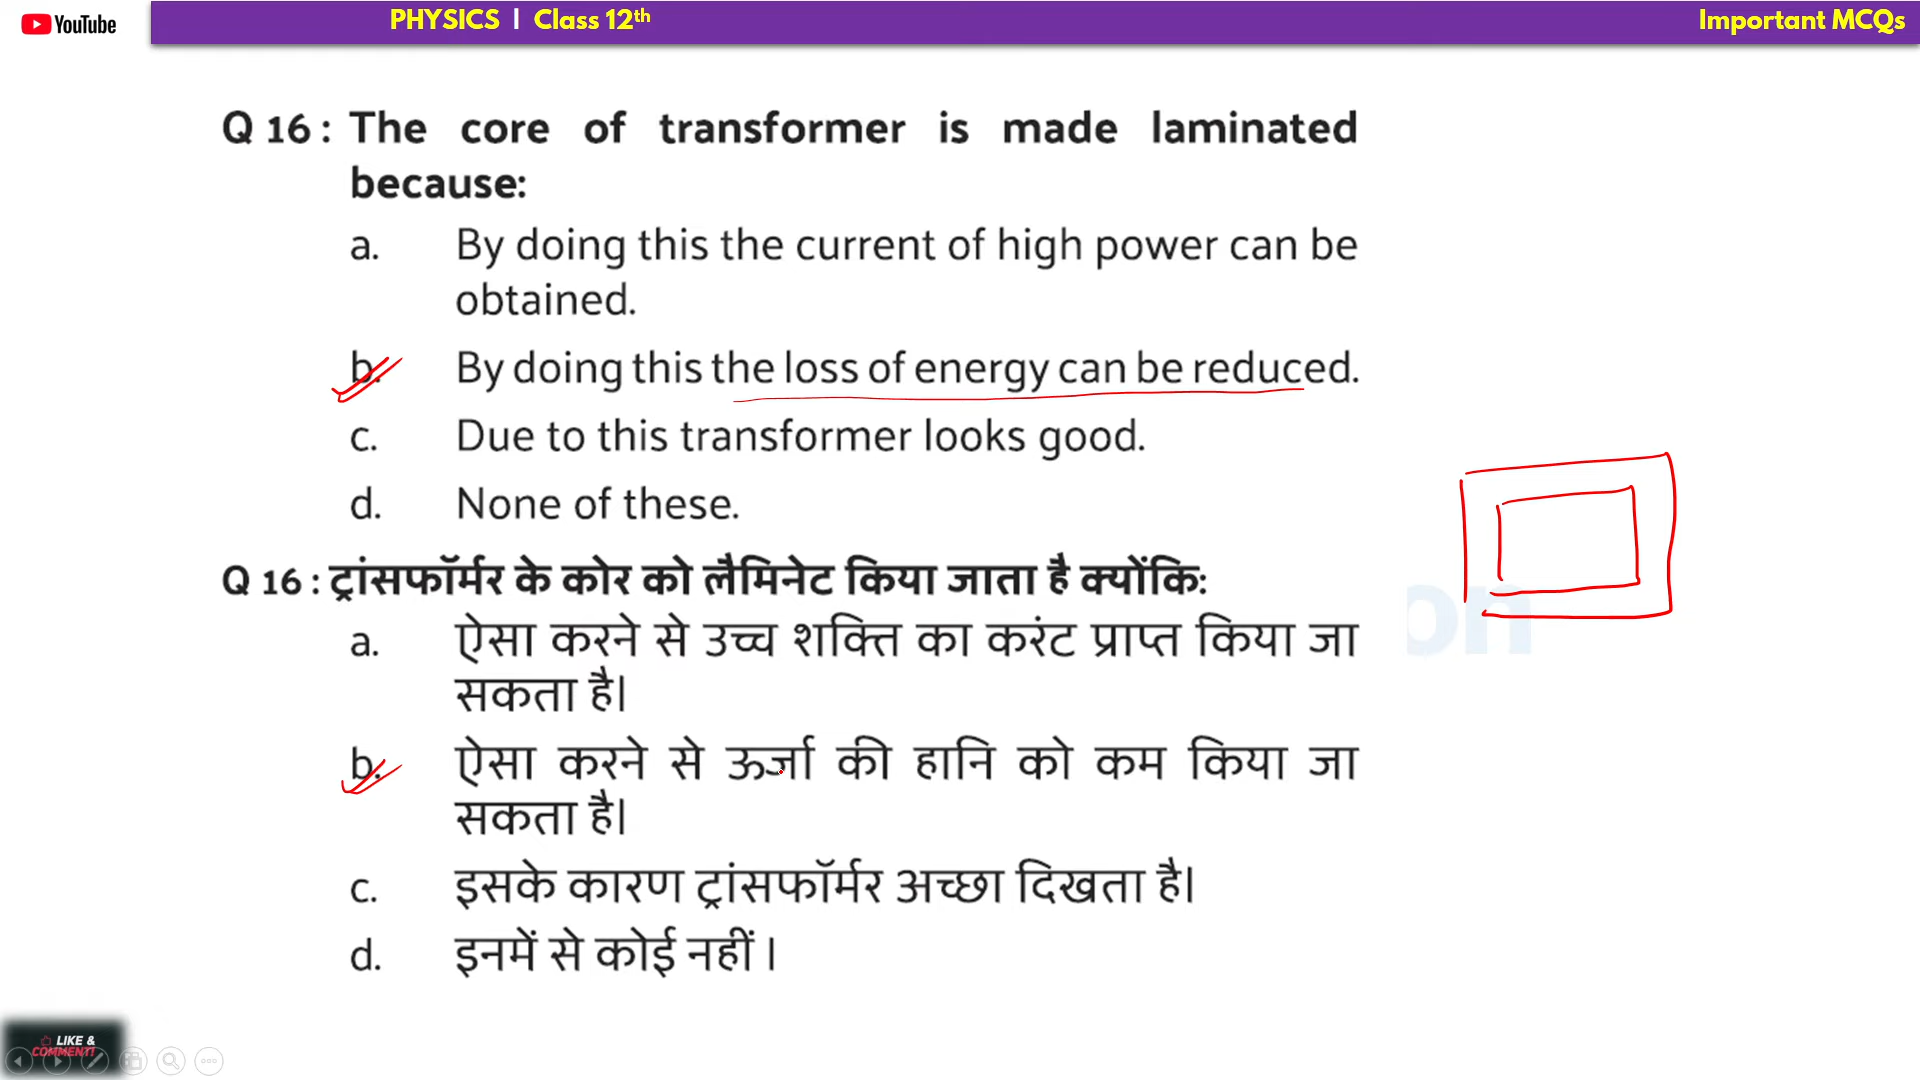 YouTube
PHYSICS | Class 12th
Important MCQs
Q 16 : The core of transformer is made laminated
because:
a. By doing this the current of high power can be
obtained.
b. By doing this the loss of energy can be reduced.
c. Due to this transformer looks good.
d. None of these.
Q 16 : ट्रांसफॉर्मर के कोर को लैमिनेट किया जाता है क्योंकि:
a. ऐसा करने से उच्च शक्ति का करंट प्राप्त किया जा
सकता है।
b. ऐसा करने से ऊर्जा की हानि को कम किया जा
सकता है।
c. इसके कारण ट्रांसफॉर्मर अच्छा दिखता है।
d. इनमें से कोई नहीं ।
on
LIKE &
COMMENT!